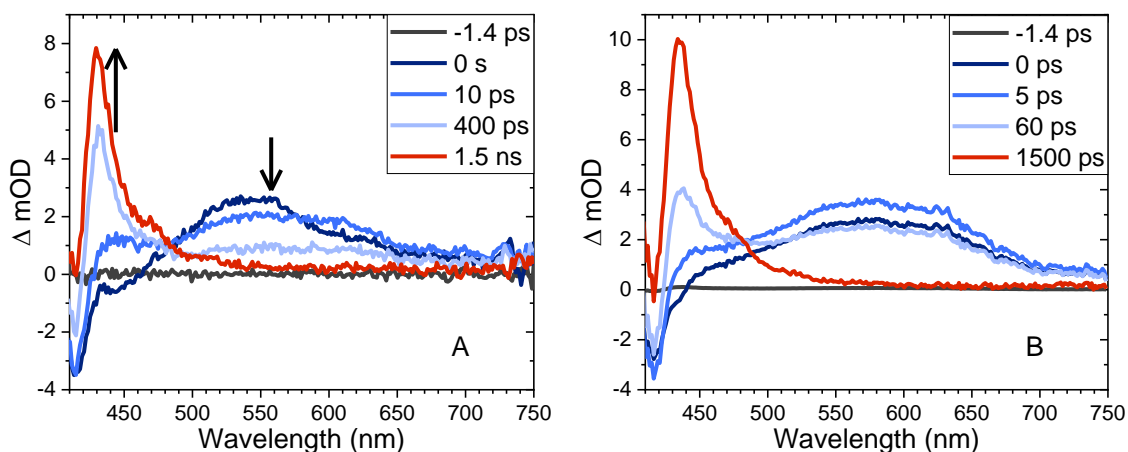 8
6
4
2
0
-2
-4
Δ mOD
450 500 550 600 650 700 750
Wavelength (nm)
-1.4 ps
0 s
10 ps
400 ps
1.5 ns
A
10
8
6
4
2
0
-2
-4
Δ mOD
450 500 550 600 650 700 750
Wavelength (nm)
-1.4 ps
0 ps
5 ps
60 ps
1500 ps
B